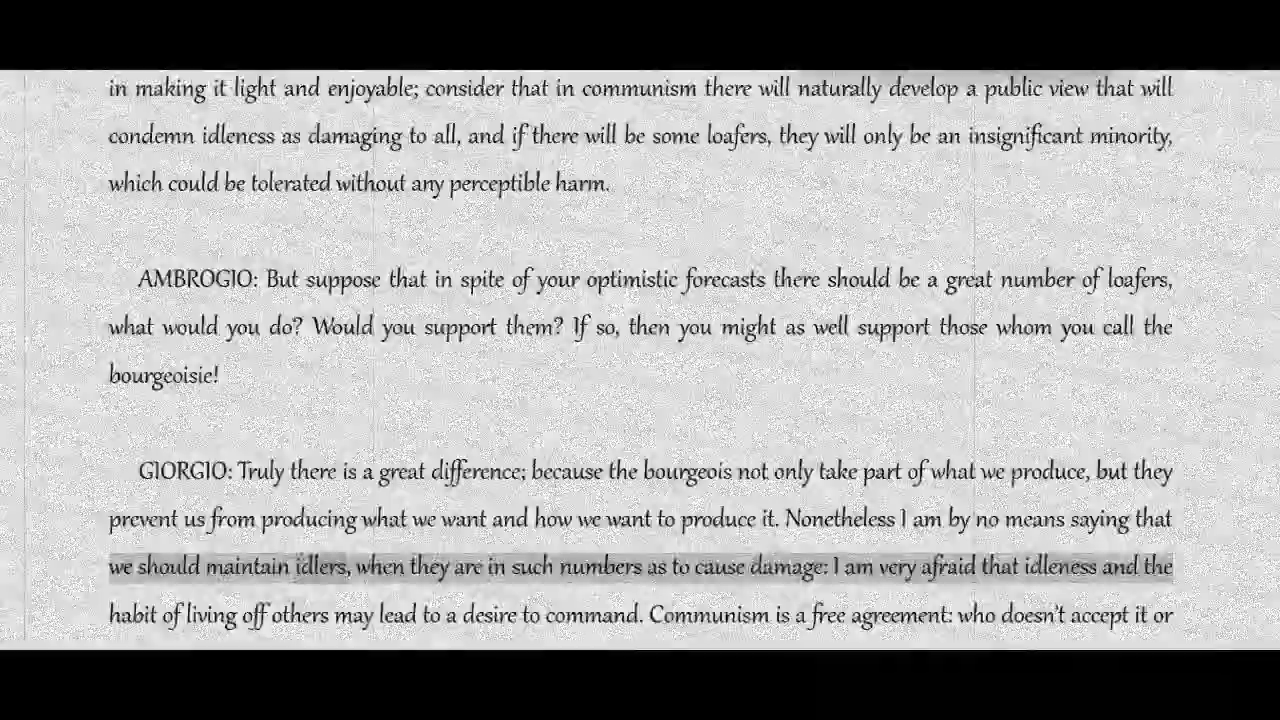 in making it light and enjoyable; consider that in communism there will naturally develop a public view that will
condemn idleness as damaging to all, and if there will be some loafers, they will only be an insignificant minority,
which could be tolerated without any perceptible harm.
AMBROGIO: But suppose that in spite of your optimistic forecasts there should be a great number of loafers,
what would you do? Would you support them? If so, then you might as well support those whom you call the
bourgeoisie!
GIORGIO: Truly there is a great difference; because the bourgeois not only take part of what we produce, but they
prevent us from producing what we want and how we want to produce it. Nonetheless I am by no means saying that
we should maintain idlers, when they are in such numbers as to cause damage: I am very afraid that idleness and the
habit of living off others may lead to a desire to command. Communism is a free agreement: who doesn't accept it or